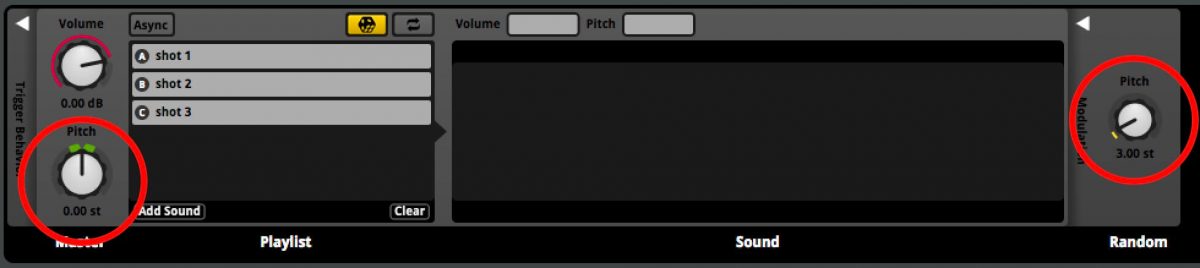 Volume
0.00 dB
Pitch
0.00 st
Master
Trigger Behavior
Async
A shot 1
B shot 2
C shot 3
Add Sound
Clear
Playlist
Volume
Pitch
Sound
Modulation
Pitch
3.00 st
Random